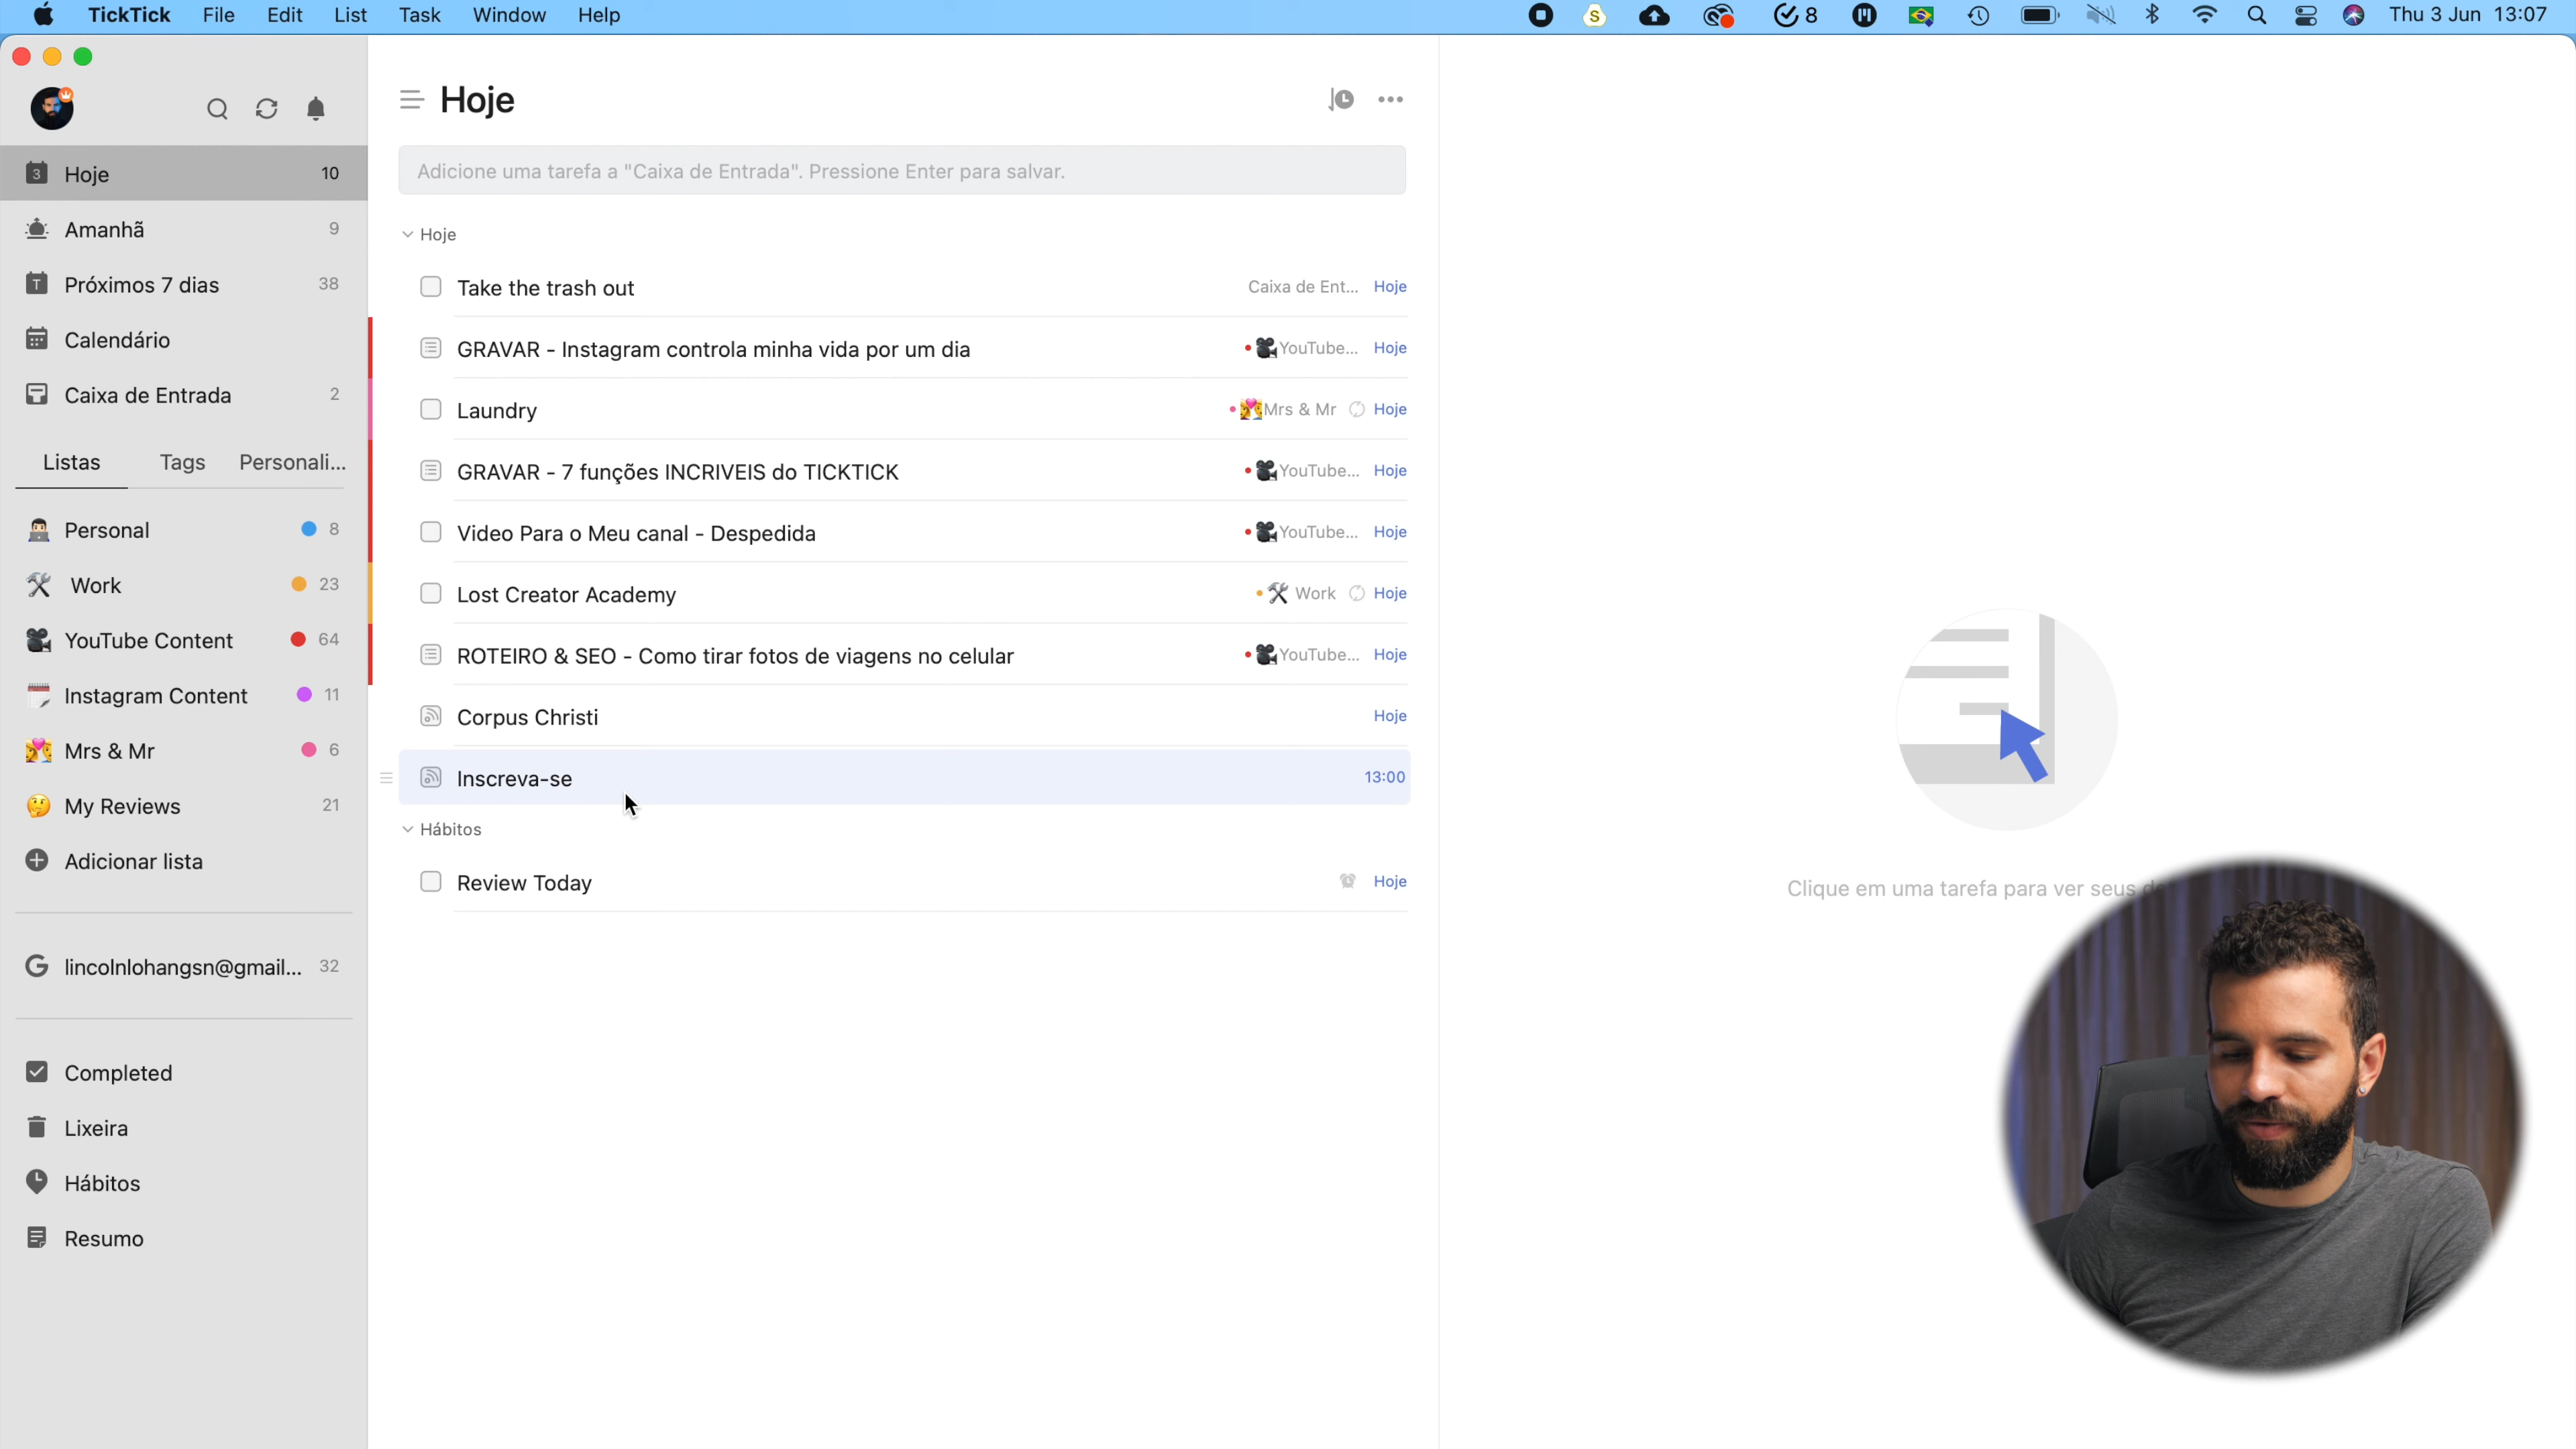 TickTick File Edit List Task Window Help S 8 Thu 3 Jun 13:07
Hoje
Adicione uma tarefa a "Caixa de Entrada". Pressione Enter para salvar.
3 Hoje 10
Amanhã 9
T Próximos 7 dias 38
Calendário
Caixa de Entrada 2
Listas Tags Personali...
Personal 8
Work 23
YouTube Content 64
Instagram Content 11
Mrs & Mr 6
My Reviews 21
Adicionar lista
G lincolnlohangsn@gmail... 32
Completed
Lixeira
Hábitos
Resumo
Hoje
Take the trash out Caixa de Ent... Hoje
GRAVAR - Instagram controla minha vida por um dia YouTube... Hoje
Laundry Mrs & Mr Hoje
GRAVAR - 7 funções INCRIVEIS do TICKTICK YouTube... Hoje
Video Para o Meu canal - Despedida YouTube... Hoje
Lost Creator Academy Work Hoje
ROTEIRO & SEO - Como tirar fotos de viagens no celular YouTube... Hoje
Corpus Christi Hoje
Inscreva-se 13:00
Hábitos
Review Today Hoje
Clique em uma tarefa para ver seus